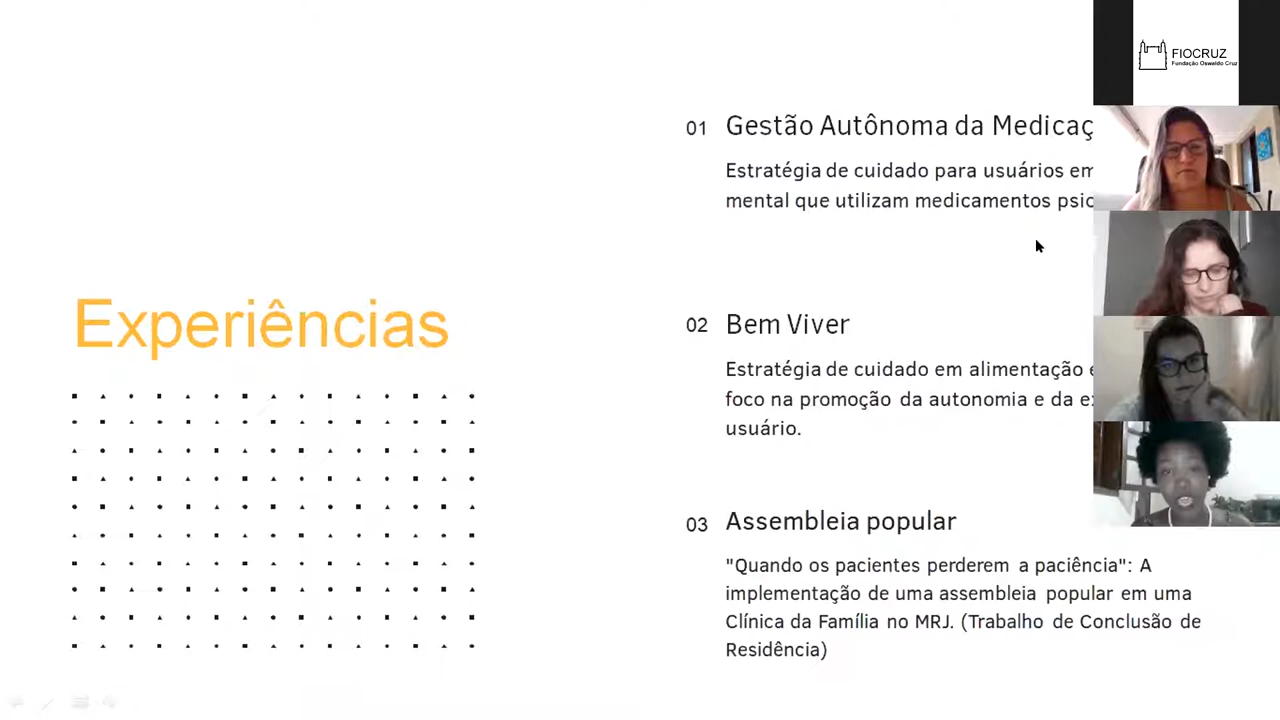 FIOCRUZ
Fundação Oswaldo Cruz
Experiências
01 Gestão Autônoma da
Estratégia de cuidado para usuários em
mental que utilizam medicamentos
02 Bem Viver
Estratégia de cuidado em alimentação
foco na promoção da autonomia e da
usuário.
03 Assembleia popular
"Quando os pacientes perderem a paciência": A
implementação de uma assembleia popular em uma
Clínica da Família no MRJ. (Trabalho de Conclusão de
Residência)